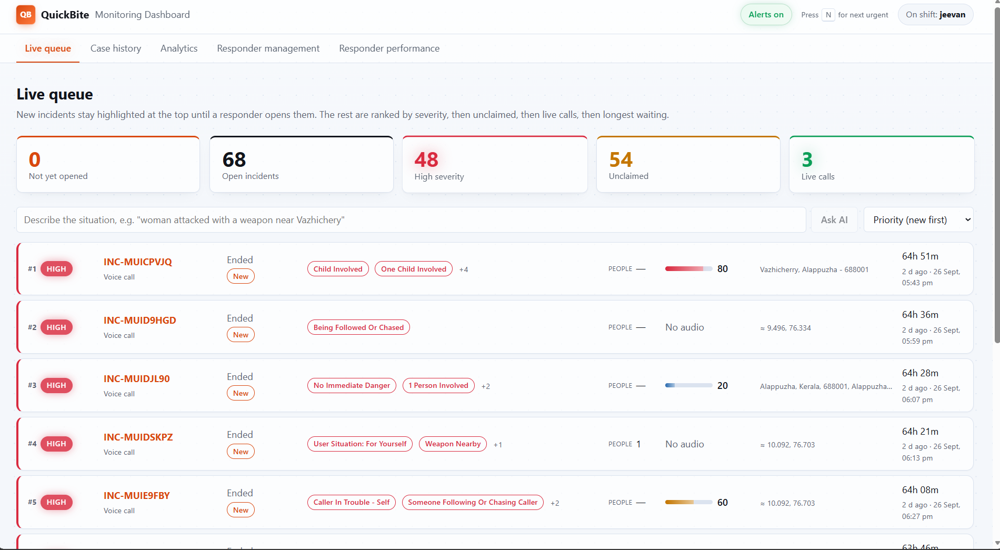 QB QuickBite Monitoring Dashboard Alerts on Press N for next urgent On shift: jeevan
Live queue Case history Analytics Responder management Responder performance
Live queue
New incidents stay highlighted at the top until a responder opens them. The rest are ranked by severity, then unclaimed, then live calls, then longest waiting.
0 68 48 54 3
Not yet opened Open incidents High severity Unclaimed Live calls
Describe the situation, e.g. "woman attacked with a weapon near Vazhichery" Ask AI Priority (new first)
#1 HIGH INC-MUICPVJQ Ended Child Involved One Child Involved +4 PEOPLE — 80 Vazhicherry, Alappuzha - 688001 64h 51m
Voice call New 2 d ago · 26 Sept,
05:43 pm
#2 HIGH INC-MUID9HGD Ended Being Followed Or Chased PEOPLE — No audio ≈ 9.496, 76.334 64h 36m
Voice call New 2 d ago · 26 Sept,
05:59 pm
#3 HIGH INC-MUIDJL90 Ended No Immediate Danger 1 Person Involved +2 PEOPLE — 20 Alappuzha, Kerala, 688001, Alappuzha... 64h 28m
Voice call New 2 d ago · 26 Sept,
06:07 pm
#4 HIGH INC-MUIDSKPZ Ended User Situation: For Yourself Weapon Nearby +1 PEOPLE 1 No audio ≈ 10.092, 76.703 64h 21m
Voice call New 2 d ago · 26 Sept,
06:13 pm
#5 HIGH INC-MUIE9FBY Ended Caller In Trouble - Self Someone Following Or Chasing Caller +2 PEOPLE — 60 ≈ 10.092, 76.703 64h 08m
Voice call New 2 d ago · 26 Sept,
06:27 pm
63h 46m